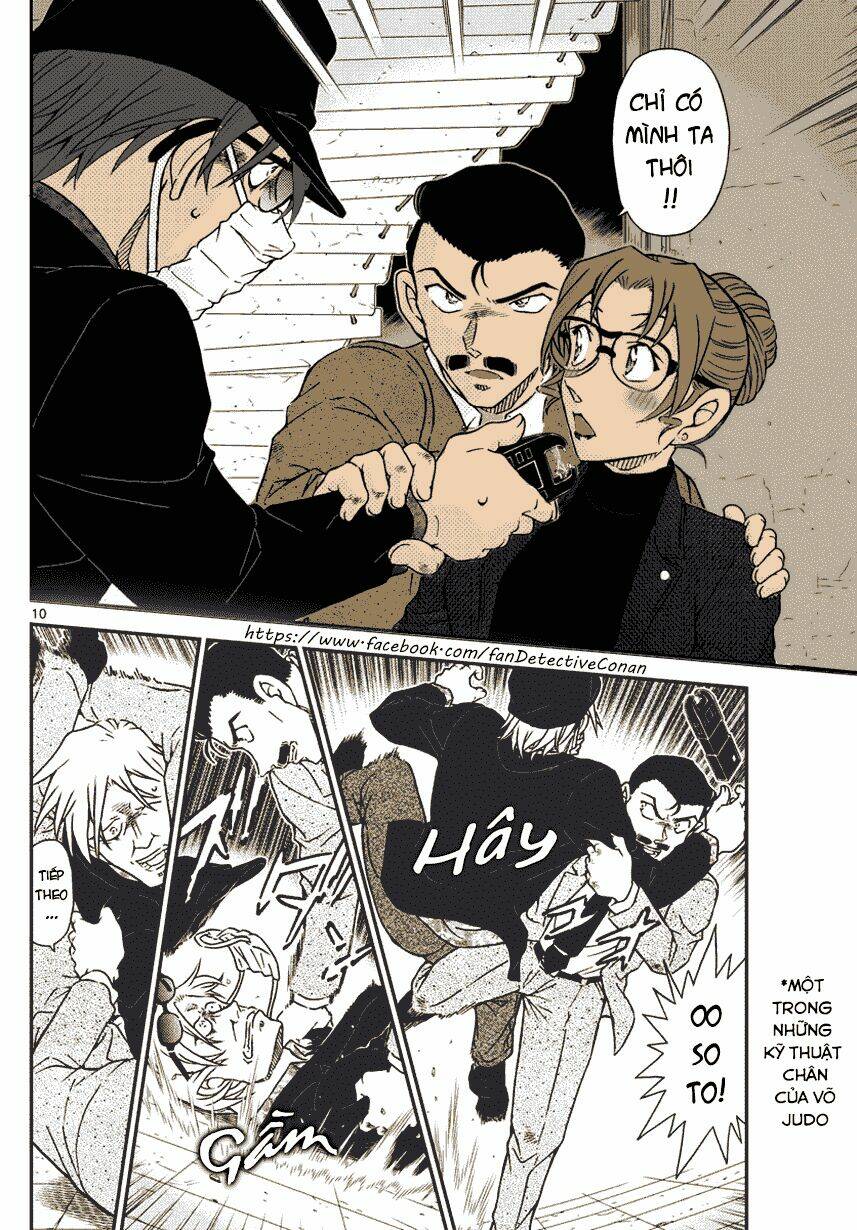 CHỈ CÓ
MÌNH TA
THÔI
!!
10
https://www.facebook.com/fanDetectiveConan
Hây
OO
SO
TO!
*MỘT
TRONG
NHỮNG
KỸ THUẬT
CHÂN
CỦA VÕ
JUDO
Gầm
TIẾP
THEO
...